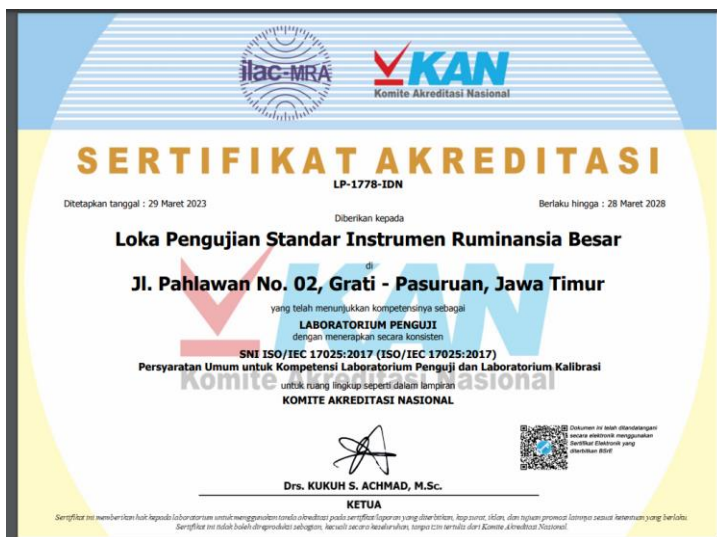 ilac-MRA
KAN
Komite Akreditasi Nasional
SERTIFIKAT AKREDITASI
LP-1778-IDN
Ditetapkan tanggal : 29 Maret 2023
Berlaku hingga : 28 Maret 2028
Diberikan kepada
Loka Pengujian Standar Instrumen Ruminansia Besar
di
Jl. Pahlawan No. 02, Grati - Pasuruan, Jawa Timur
yang telah menunjukkan kompetensinya sebagai
LABORATORIUM PENGUJI
dengan menerapkan secara konsisten
SNI ISO/IEC 17025:2017 (ISO/IEC 17025:2017)
Persyaratan Umum untuk Kompetensi Laboratorium Penguji dan Laboratorium Kalibrasi
KAN
Komite Akreditasi Nasional
untuk ruang lingkup seperti dalam lampiran
KOMITE AKREDITASI NASIONAL
Dokumen ini telah ditandatangani
secara elektronik menggunakan
Sertifikat Elektronik yang
diterbitkan BSrE
Drs. KUKUH S. ACHMAD, M.Sc.
KETUA
Sertifikat ini memberikan hak kepada laboratorium untuk menggunakan tanda akreditasi pada sertifikat/laporan yang diterbitkan, kop surat, iklan, dan tujuan promosi lainnya sesuai ketentuan yang berlaku.
Sertifikat ini tidak boleh direproduksi sebagian, kecuali secara keseluruhan, tanpa izin tertulis dari Komite Akreditasi Nasional.